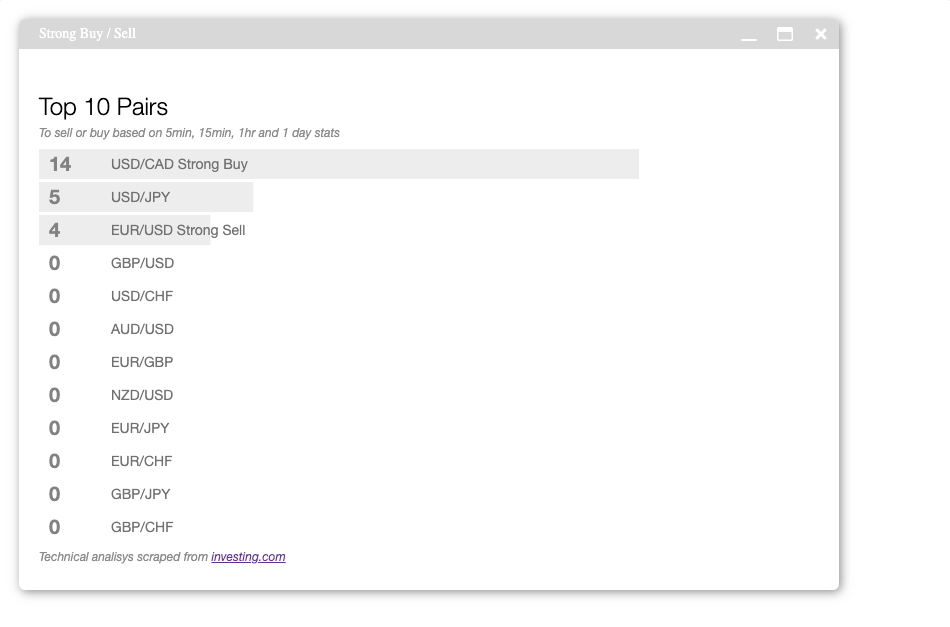 Strong Buy / Sell
Top 10 Pairs
To sell or buy based on 5min, 15min, 1hr and 1 day stats
14 USD/CAD Strong Buy
5 USD/JPY
4 EUR/USD Strong Sell
0 GBP/USD
0 USD/CHF
0 AUD/USD
0 EUR/GBP
0 NZD/USD
0 EUR/JPY
0 EUR/CHF
0 GBP/JPY
0 GBP/CHF
Technical analisys scraped from investing.com